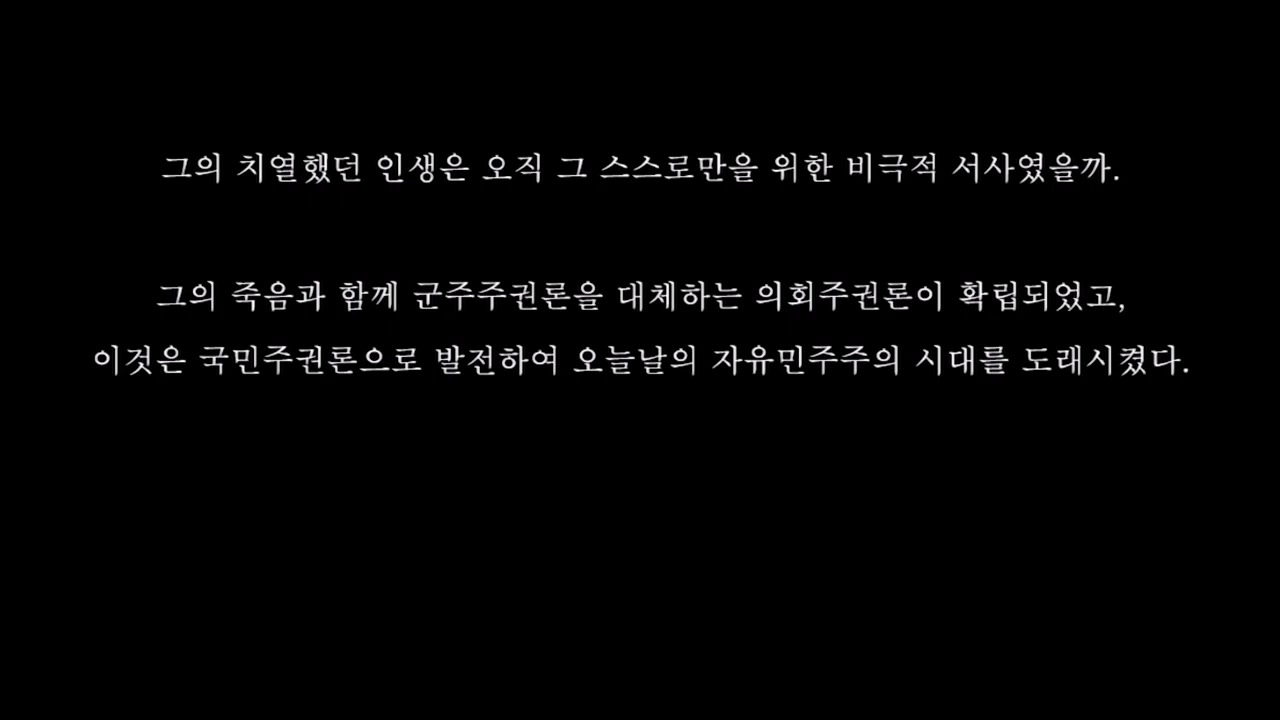 그의 치열했던 인생은 오직 그 스스로만을 위한 비극적 서사였을까.
그의 죽음과 함께 군주주권론을 대체하는 의회주권론이 확립되었고,
이것은 국민주권론으로 발전하여 오늘날의 자유민주주의 시대를 도래시켰다.